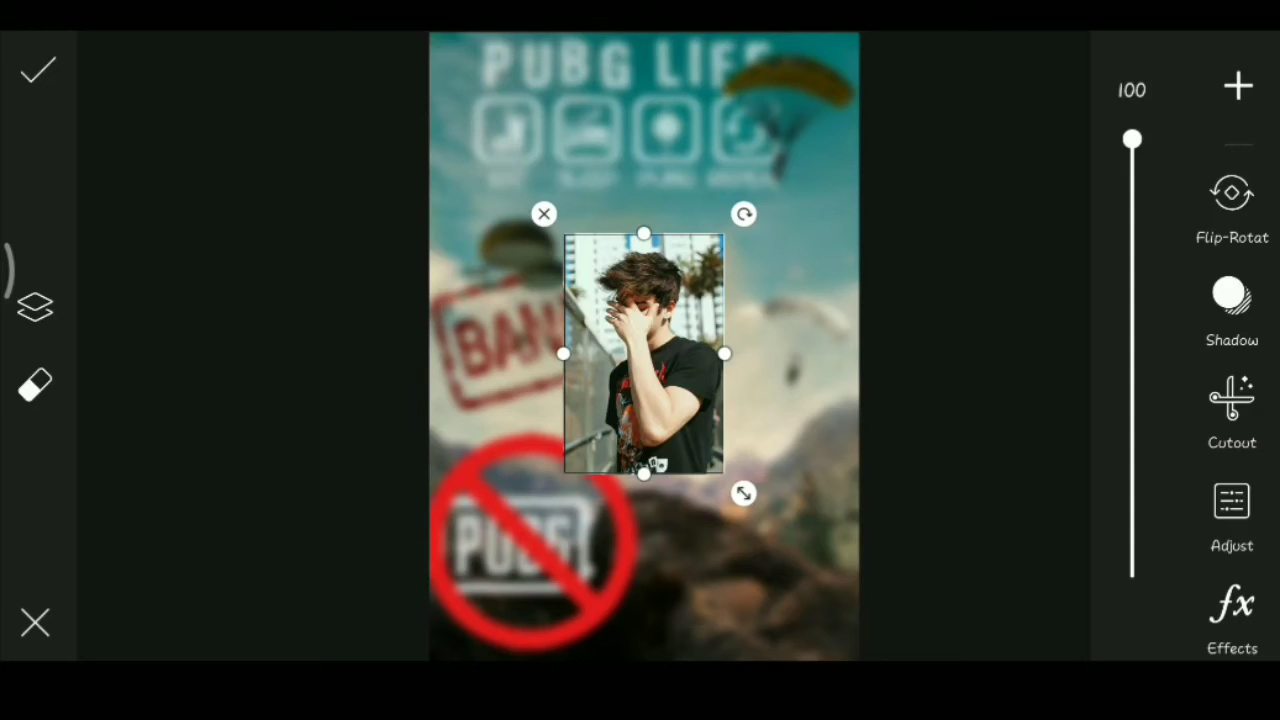 PUBG LIFE
BAN
PUBG
100
Flip-Rotat
Shadow
Cutout
Adjust
fx
Effects